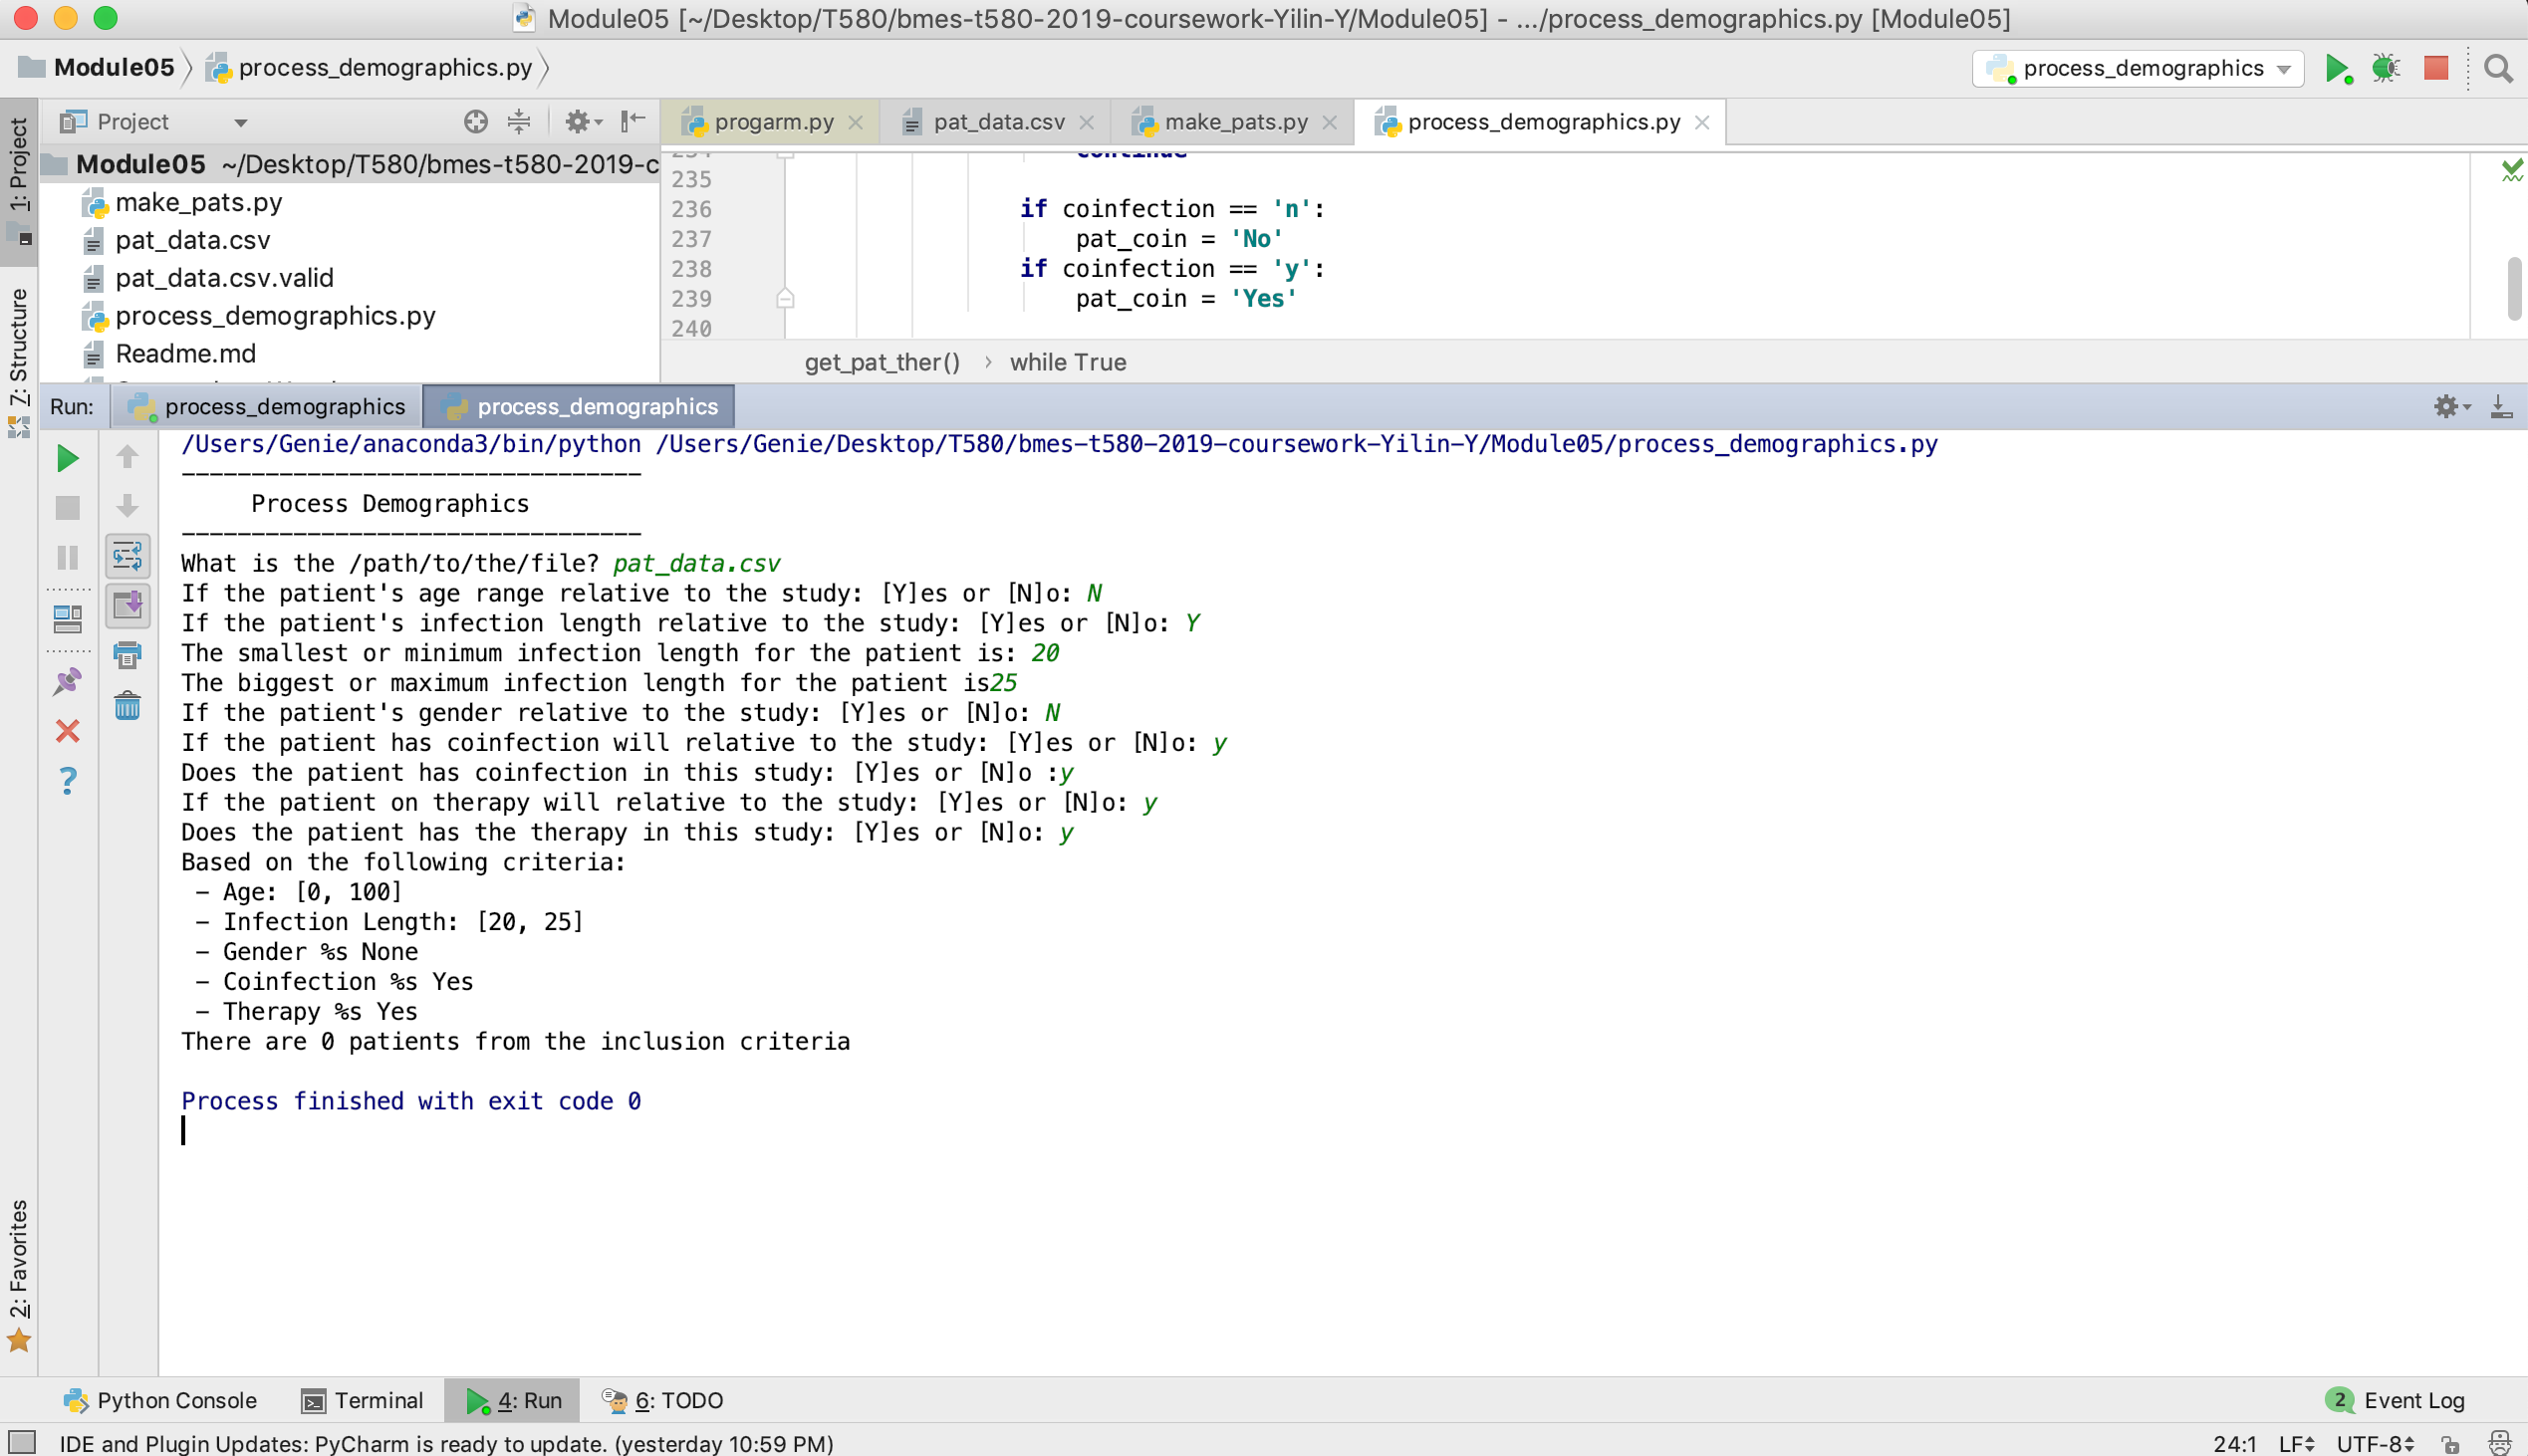 Module05 [~/Desktop/T580/bmes-t580-2019-coursework-Yilin-Y/Module05] - .../process_demographics.py [Module05]
Module05 process_demographics.py process_demographics
1: Project
Project
progarm.py pat_data.csv make_pats.py process_demographics.py
Module05 ~/Desktop/T580/bmes-t580-2019-c
make_pats.py
pat_data.csv
pat_data.csv.valid
process_demographics.py
Readme.md
234 continue
235
236 if coinfection == 'n':
237 pat_coin = 'No'
238 if coinfection == 'y':
239 pat_coin = 'Yes'
240
get_pat_ther() › while True
7: Structure
Run: process_demographics process_demographics
/Users/Genie/anaconda3/bin/python /Users/Genie/Desktop/T580/bmes-t580-2019-coursework-Yilin-Y/Module05/process_demographics.py
---------------------------------
Process Demographics
---------------------------------
What is the /path/to/the/file? pat_data.csv
If the patient's age range relative to the study: [Y]es or [N]o: N
If the patient's infection length relative to the study: [Y]es or [N]o: Y
The smallest or minimum infection length for the patient is: 20
The biggest or maximum infection length for the patient is25
If the patient's gender relative to the study: [Y]es or [N]o: N
If the patient has coinfection will relative to the study: [Y]es or [N]o: y
Does the patient has coinfection in this study: [Y]es or [N]o :y
If the patient on therapy will relative to the study: [Y]es or [N]o: y
Does the patient has the therapy in this study: [Y]es or [N]o: y
Based on the following criteria:
- Age: [0, 100]
- Infection Length: [20, 25]
- Gender %s None
- Coinfection %s Yes
- Therapy %s Yes
There are 0 patients from the inclusion criteria
Process finished with exit code 0
2: Favorites
Python Console Terminal 4: Run 6: TODO 2 Event Log
IDE and Plugin Updates: PyCharm is ready to update. (yesterday 10:59 PM) 24:1 LF UTF-8